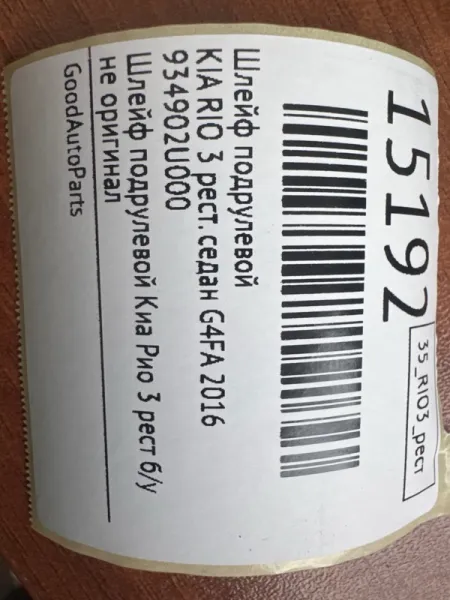 15192
35_RIO3_рест
Шлейф подрулевой
KIA RIO 3 рест. седан G4FA 2016
934902U000
Шлейф подрулевой Киа Рио 3 рест б/у
не оригинал
GoodAutoParts